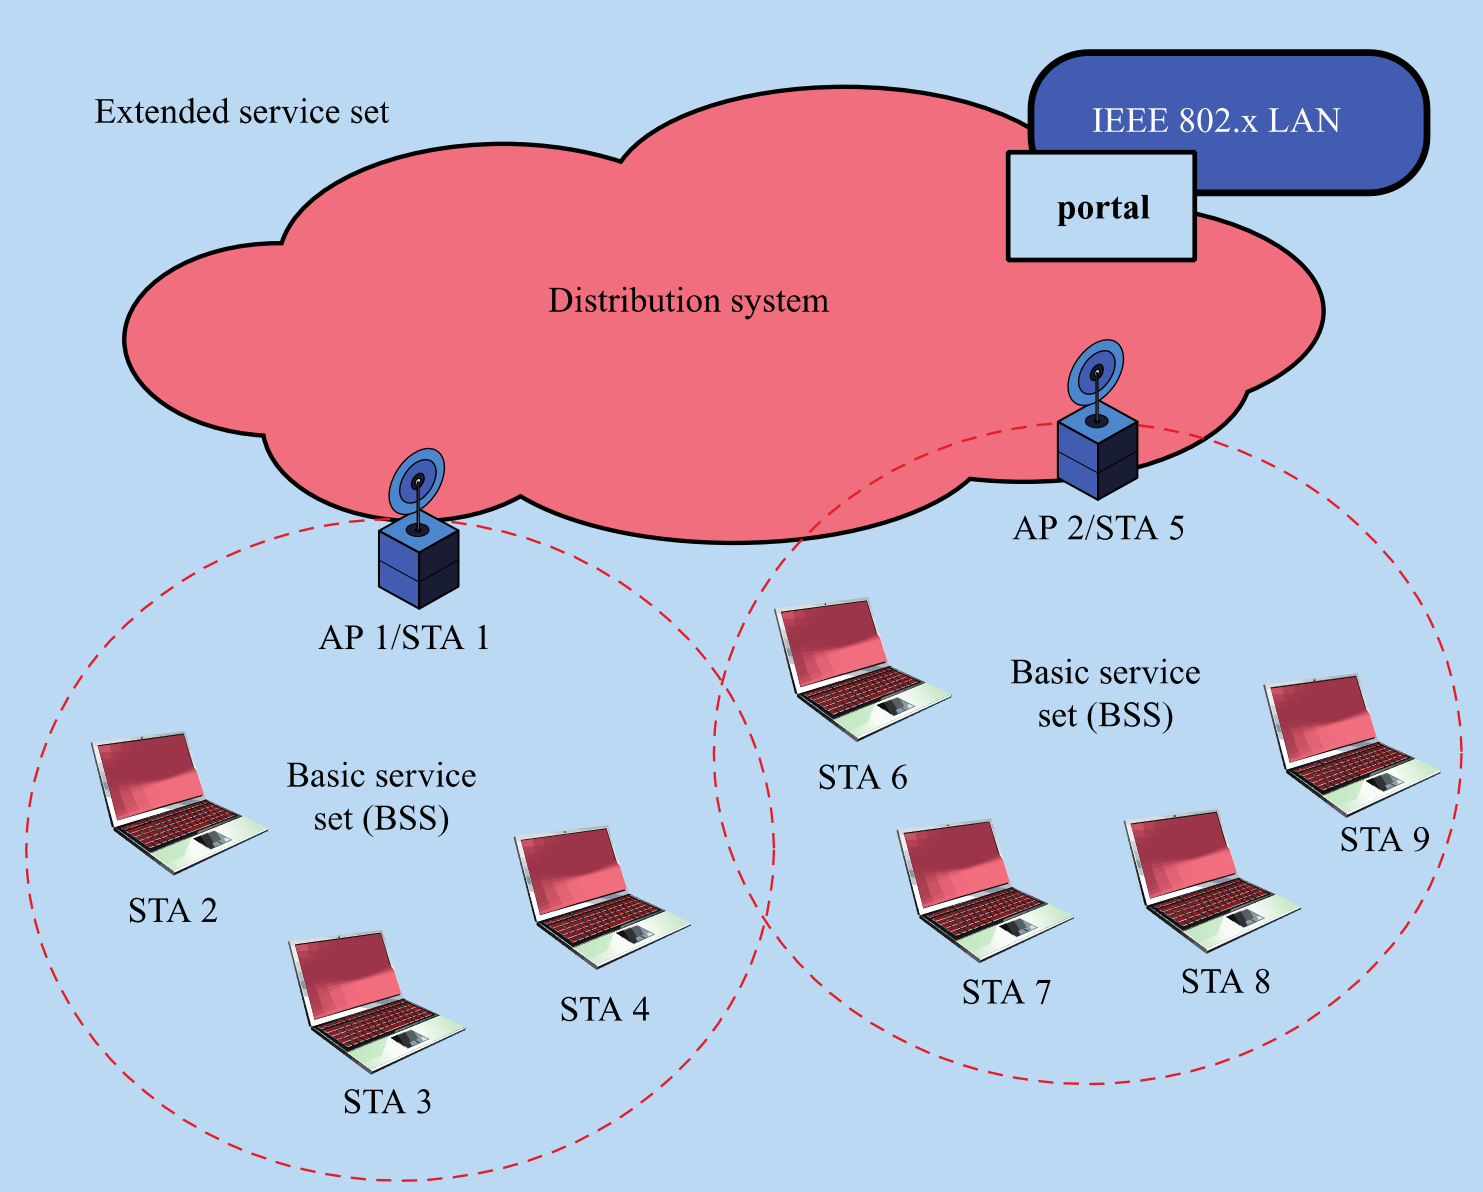 Extended service set
IEEE 802.x LAN
portal
Distribution system
AP 2/STA 5
AP 1/STA 1
Basic service
set (BSS)
STA 6
STA 9
Basic service
set (BSS)
STA 2
STA 4
STA 7
STA 8
STA 3